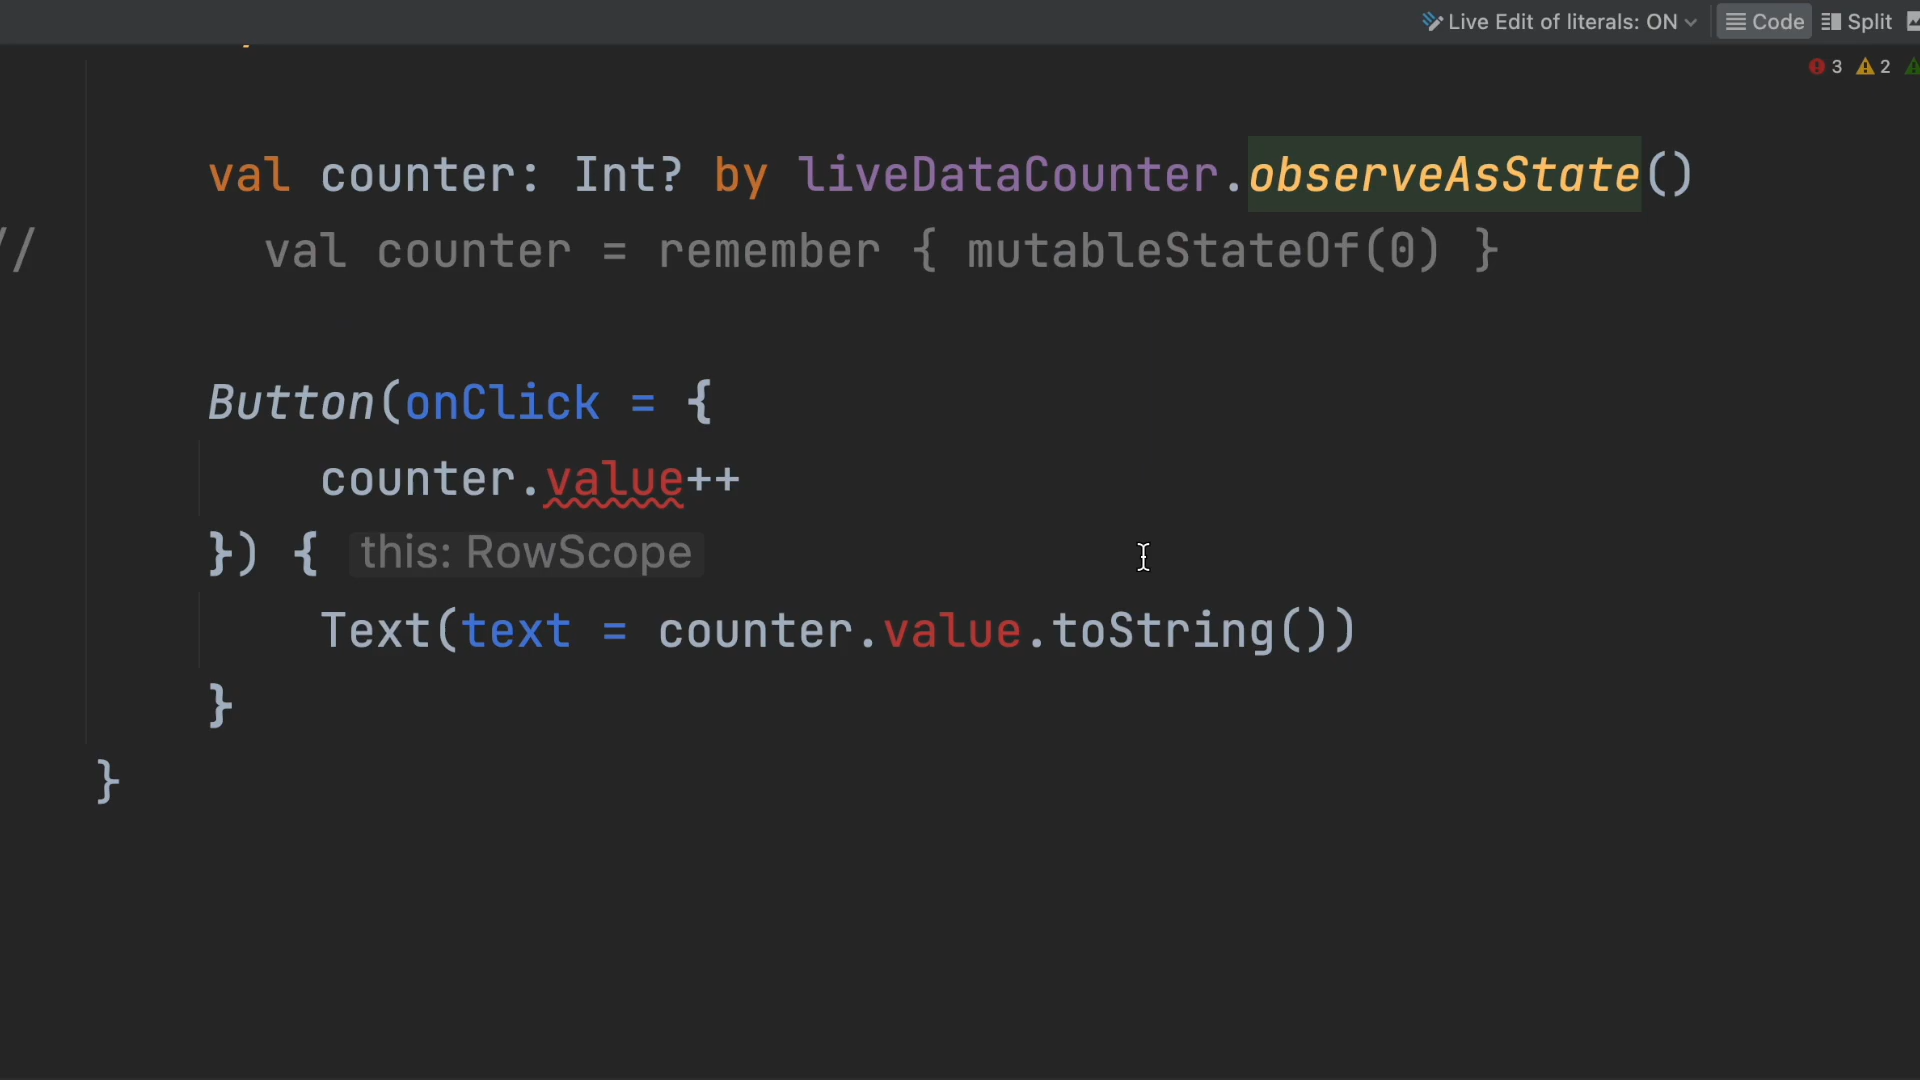 Live Edit of literals: ON Code Split
3 2
val counter: Int? by liveDataCounter.observeAsState()
// val counter = remember { mutableStateOf(0) }
Button(onClick = {
counter.value++
}) { this: RowScope
Text(text = counter.value.toString())
}
}